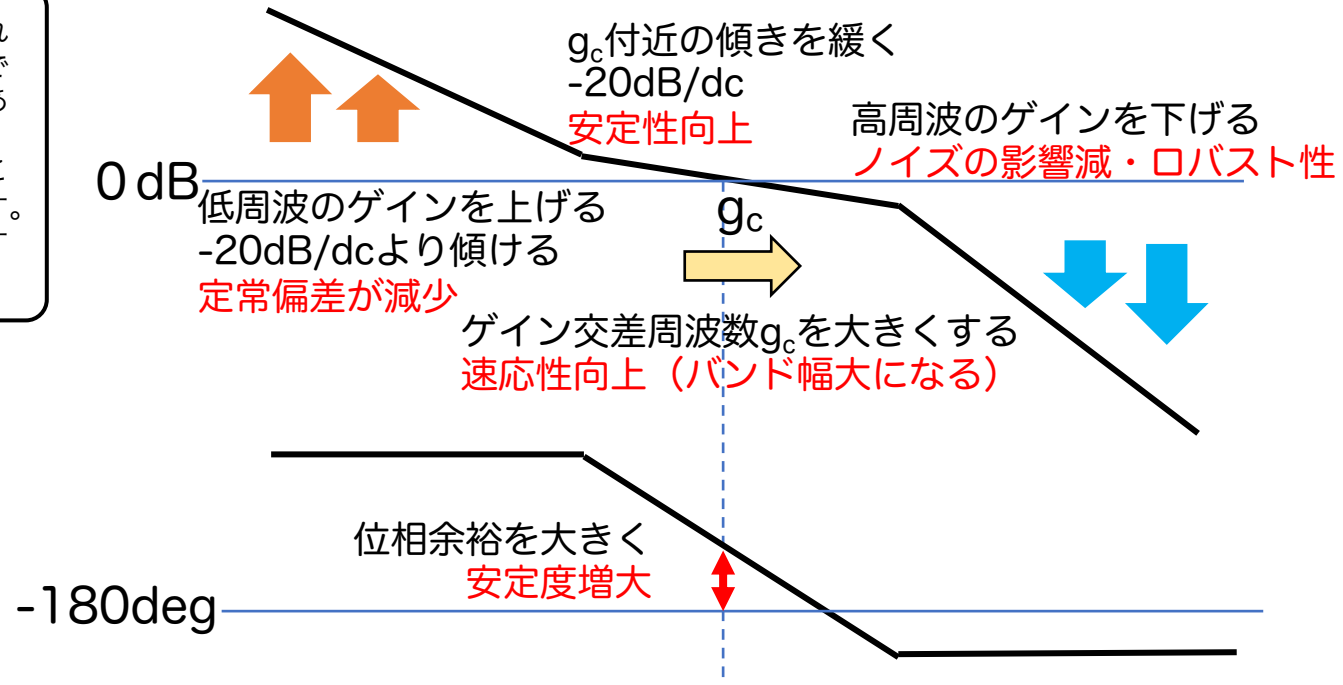 gc付近の傾きを緩く
-20dB/dc
安定性向上
高周波のゲインを下げる
ノイズの影響減・ロバスト性
0 dB
低周波のゲインを上げる
-20dB/dcより傾ける
定常偏差が減少
gc
ゲイン交差周波数gcを大きくする
速応性向上（バンド幅大になる）
位相余裕を大きく
安定度増大
-180deg